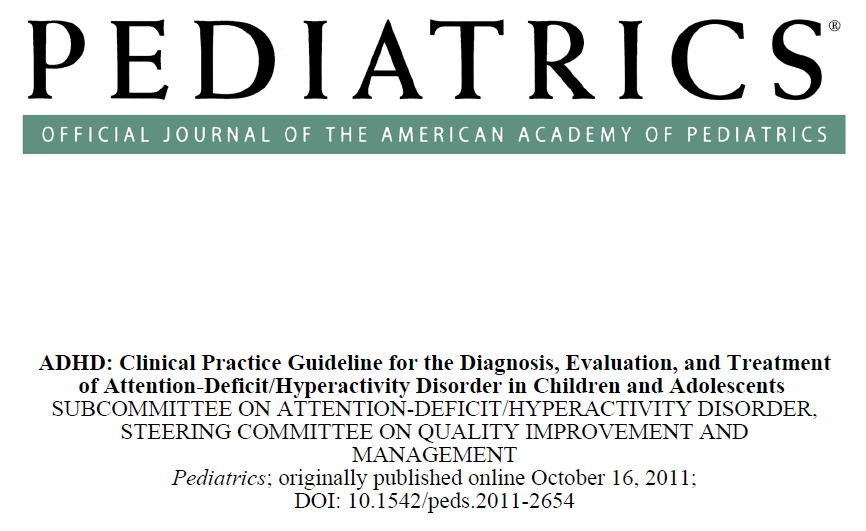 PEDIATRICS®
OFFICIAL JOURNAL OF THE AMERICAN ACADEMY OF PEDIATRICS
ADHD: Clinical Practice Guideline for the Diagnosis, Evaluation, and Treatment
of Attention-Deficit/Hyperactivity Disorder in Children and Adolescents
SUBCOMMITTEE ON ATTENTION-DEFICIT/HYPERACTIVITY DISORDER,
STEERING COMMITTEE ON QUALITY IMPROVEMENT AND
MANAGEMENT
Pediatrics; originally published online October 16, 2011;
DOI: 10.1542/peds.2011-2654